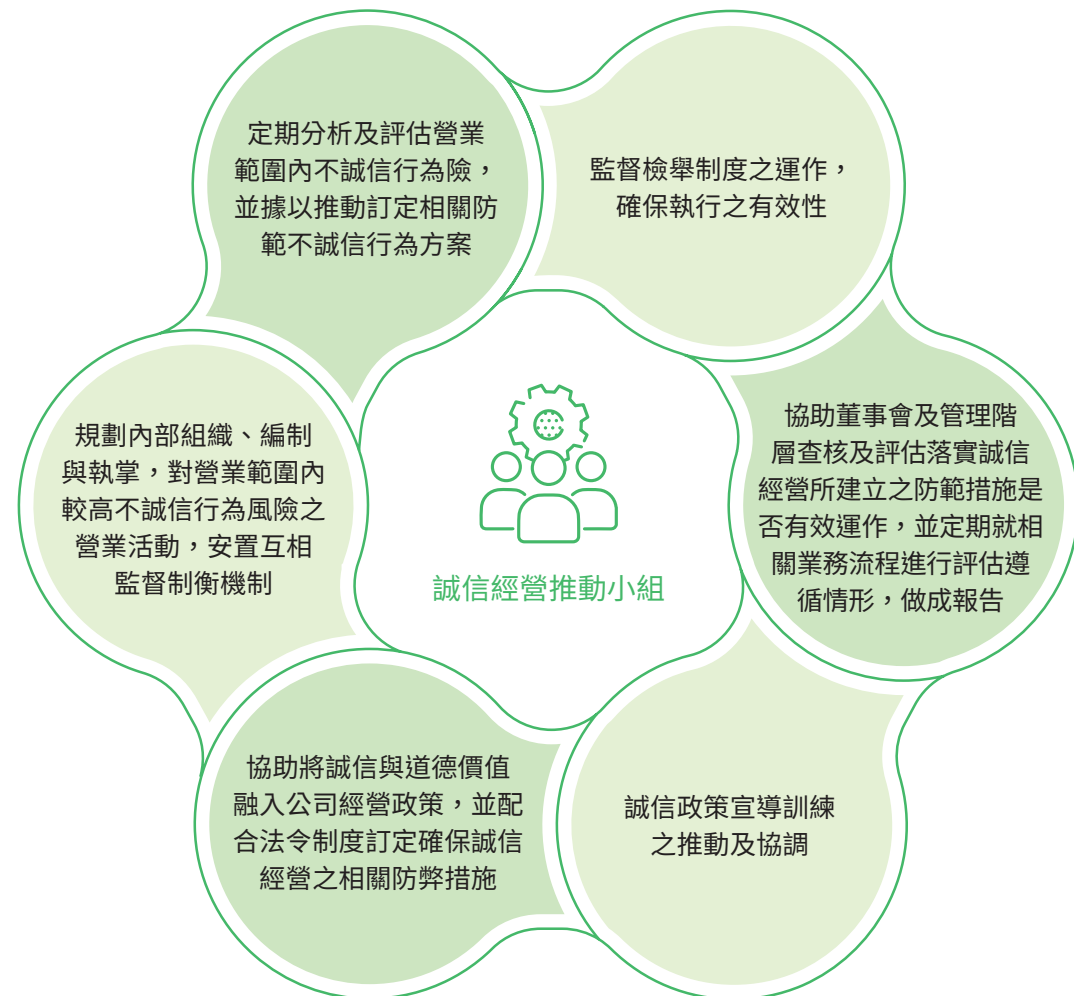 定期分析及評估營業
範圍內不誠信行為險，
並據以推動訂定相關防
範不誠信行為方案
監督檢舉制度之運作，
確保執行之有效性
規劃內部組織、編制
與執掌，對營業範圍內
較高不誠信行為風險之
營業活動，安置互相
監督制衡機制
協助董事會及管理階
層查核及評估落實誠信
經營所建立之防範措施是
否有效運作，並定期就相
關業務流程進行評估遵
循情形，做成報告
誠信經營推動小組
協助將誠信與道德價值
融入公司經營政策，並配
合法令制度訂定確保誠信
經營之相關防弊措施
誠信政策宣導訓練
之推動及協調